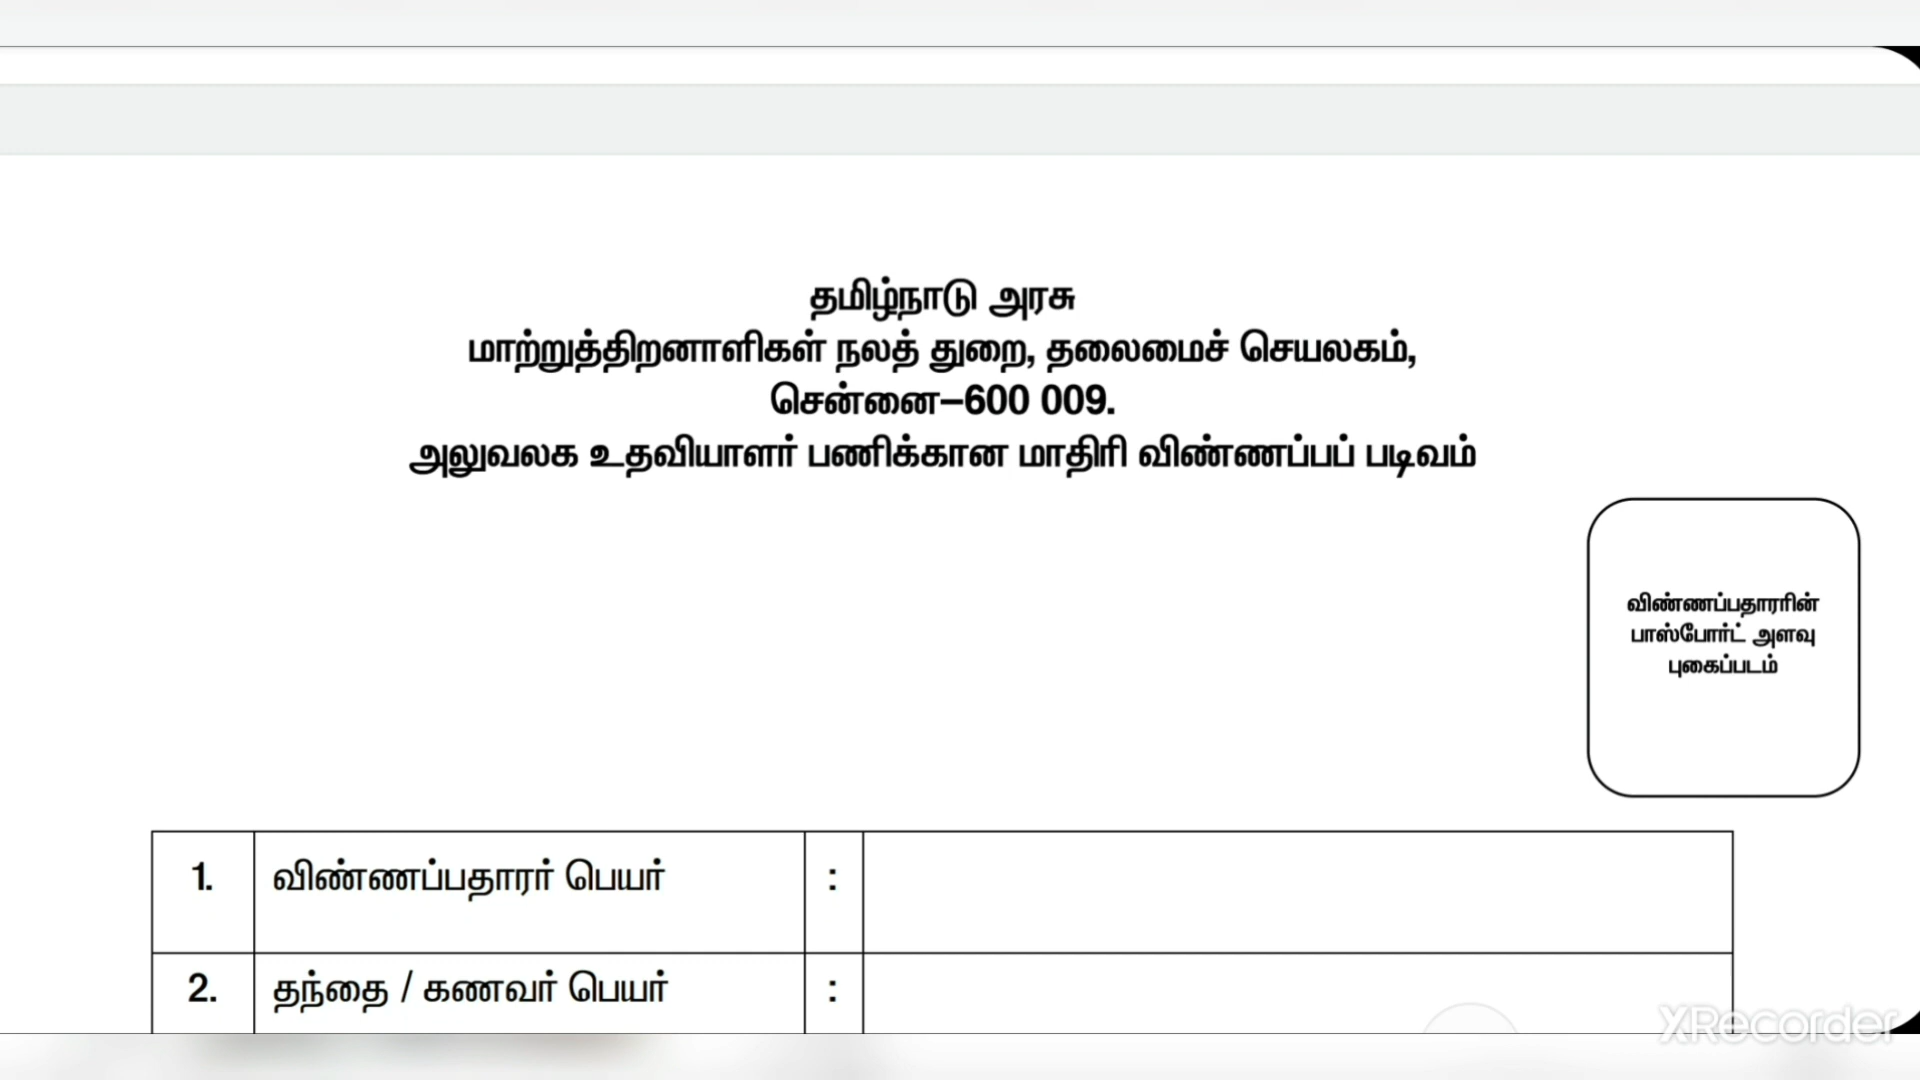 தமிழ்நாடு அரசு
மாற்றுத்திறனாளிகள் நலத் துறை, தலைமைச் செயலகம்,
சென்னை–600 009.
அலுவலக உதவியாளர் பணிக்கான மாதிரி விண்ணப்பப் படிவம்
விண்ணப்பதாரரின்
பாஸ்போர்ட் அளவு
புகைப்படம்
1. விண்ணப்பதாரர் பெயர் :
2. தந்தை / கணவர் பெயர் :
XRecorder